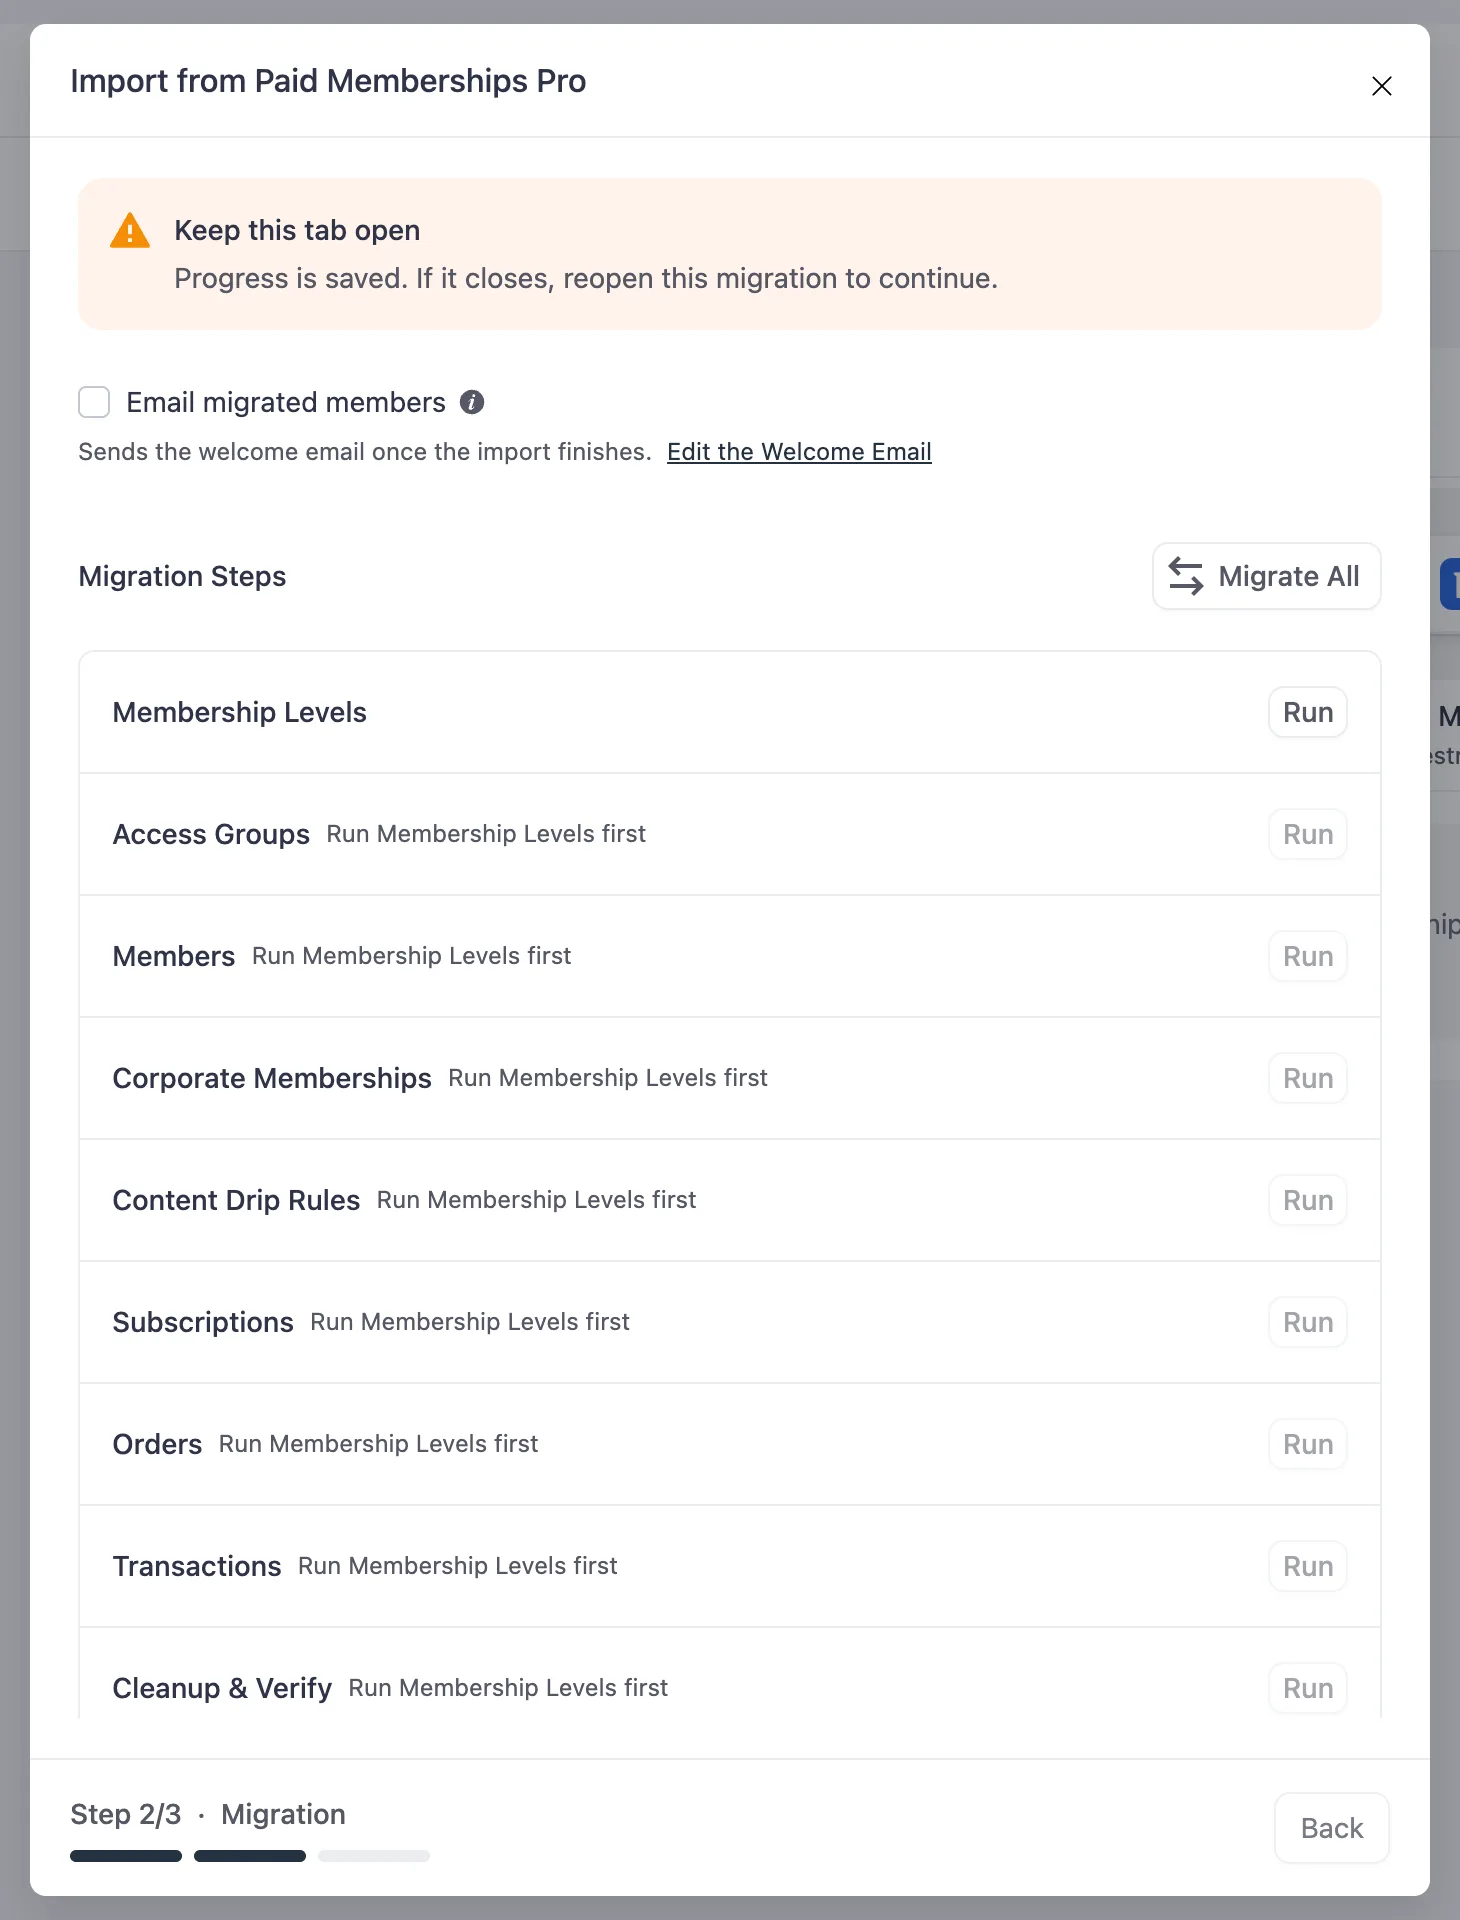 Import from Paid Memberships Pro
Keep this tab open
Progress is saved. If it closes, reopen this migration to continue.
Email migrated members
Sends the welcome email once the import finishes. Edit the Welcome Email
Migration Steps
Migrate All
Membership Levels
Run
Access Groups Run Membership Levels first
Run
Members Run Membership Levels first
Run
Corporate Memberships Run Membership Levels first
Run
Content Drip Rules Run Membership Levels first
Run
Subscriptions Run Membership Levels first
Run
Orders Run Membership Levels first
Run
Transactions Run Membership Levels first
Run
Cleanup & Verify Run Membership Levels first
Run
Step 2/3 · Migration
Back